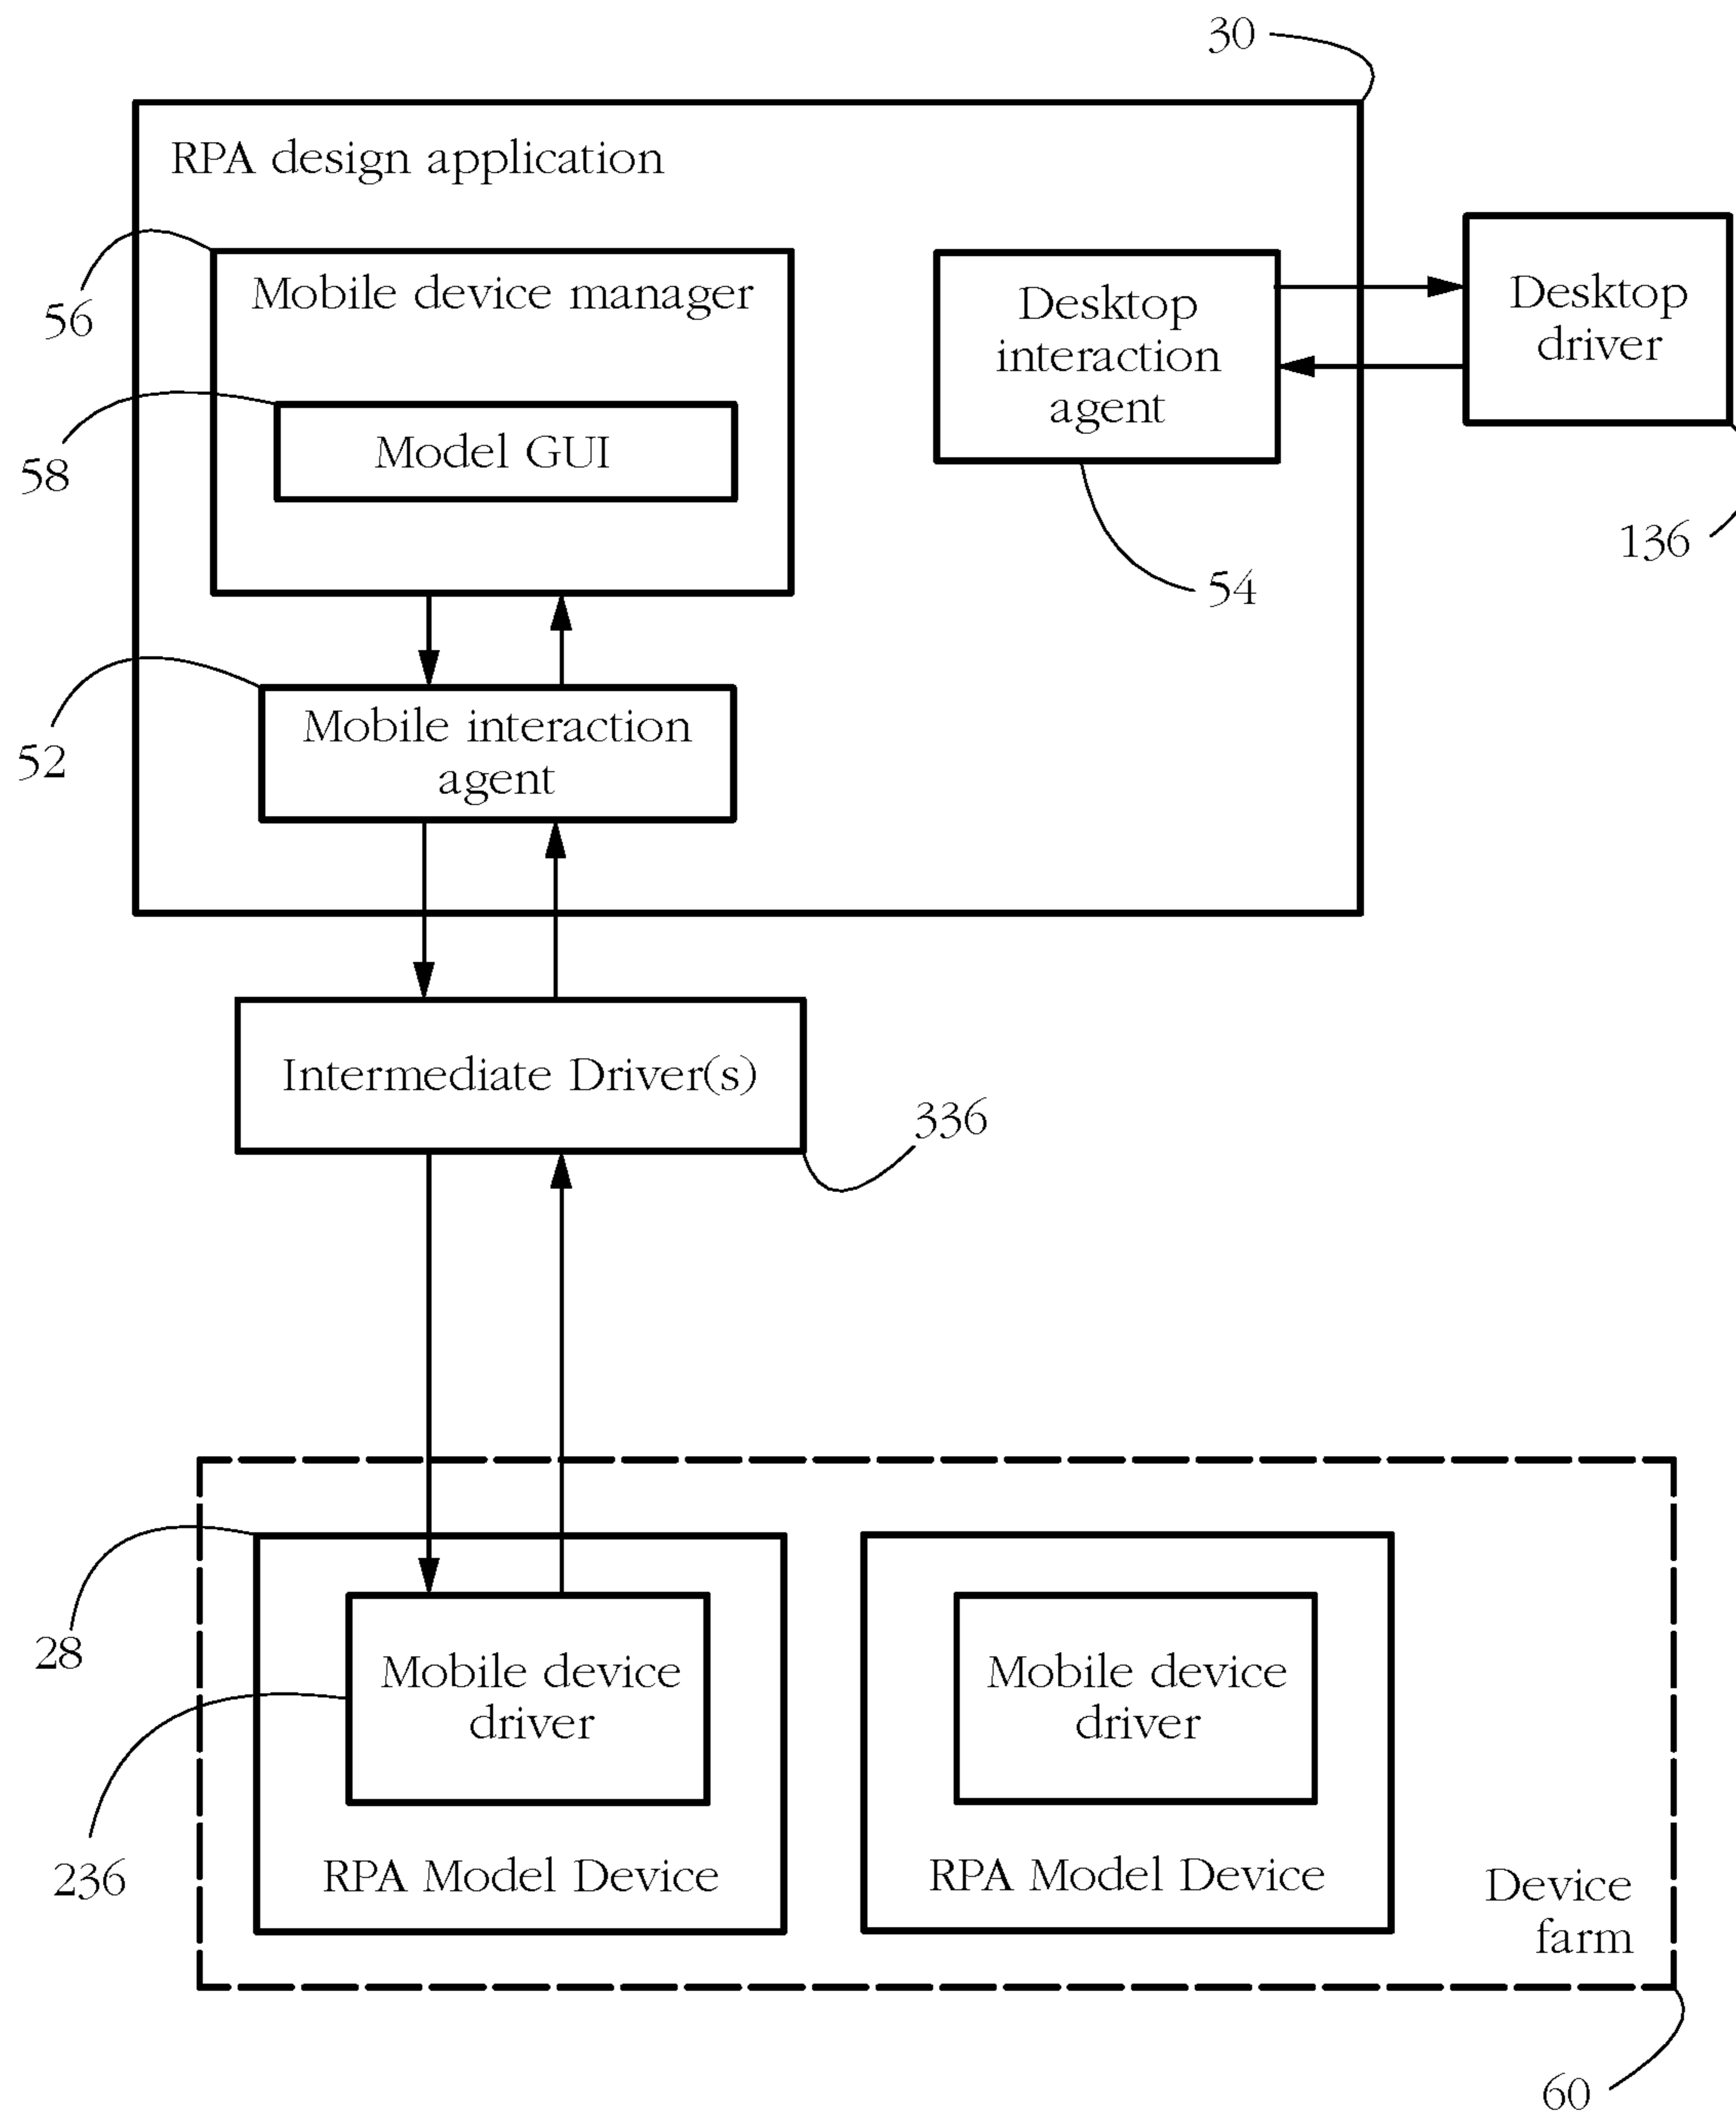 30
RPA design application
56
Mobile device manager
58
Model GUI
Desktop
interaction
agent
54
Desktop
driver
136
52
Mobile interaction
agent
Intermediate Driver(s)
336
28
Mobile device
driver
236
RPA Model Device
Mobile device
driver
RPA Model Device
Device
farm
60